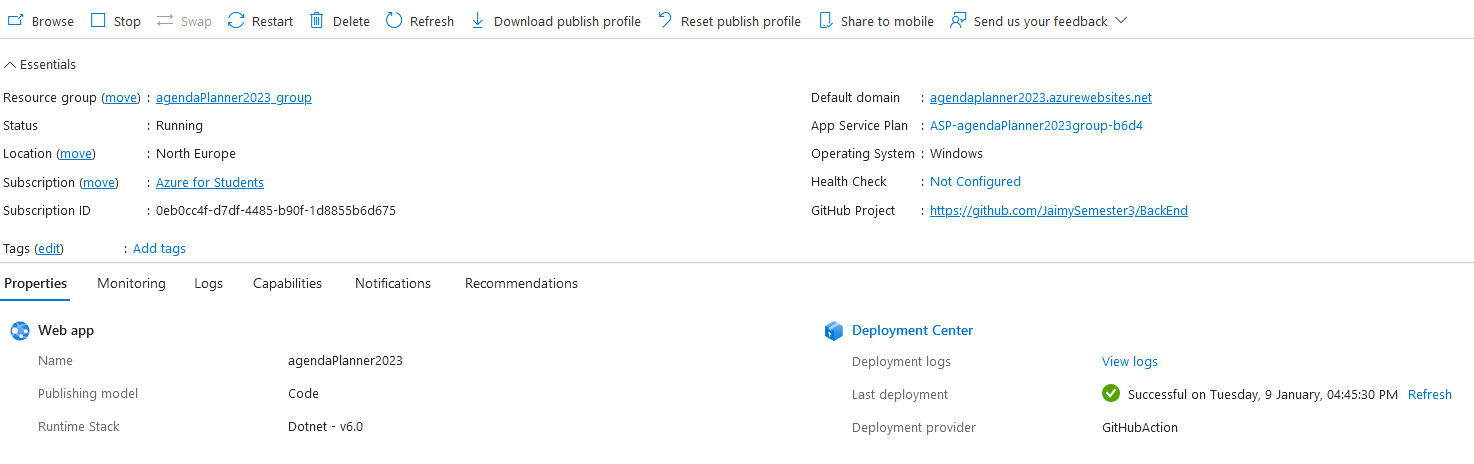 Browse Stop Swap Restart Delete Refresh Download publish profile Reset publish profile Share to mobile Send us your feedback
Essentials
Resource group (move) : agendaPlanner2023_group
Status : Running
Location (move) : North Europe
Subscription (move) : Azure for Students
Subscription ID : 0eb0cc4f-d7df-4485-b90f-1d8855b6d675
Tags (edit) : Add tags
Default domain : agendaplanner2023.azurewebsites.net
App Service Plan : ASP-agendaPlanner2023group-b6d4
Operating System : Windows
Health Check : Not Configured
GitHub Project : https://github.com/JaimySemester3/BackEnd
Properties Monitoring Logs Capabilities Notifications Recommendations
Web app
Name agendaPlanner2023
Publishing model Code
Runtime Stack Dotnet - v6.0
Deployment Center
Deployment logs View logs
Last deployment Successful on Tuesday, 9 January, 04:45:30 PM Refresh
Deployment provider GitHubAction